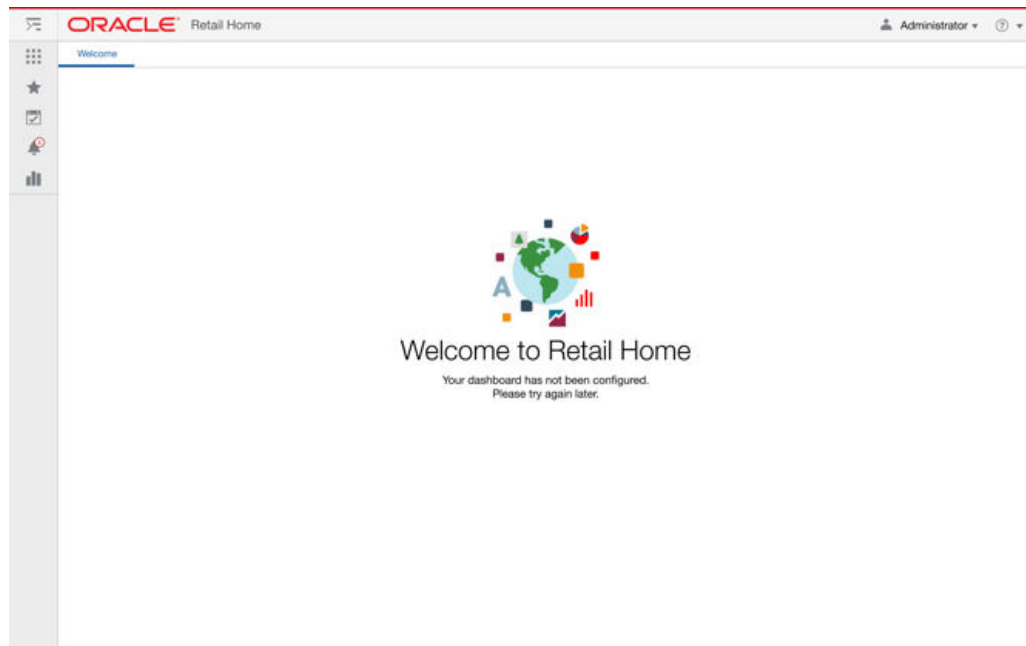 ORACLE® Retail Home
Administrator
Welcome
A
Welcome to Retail Home
Your dashboard has not been configured.
Please try again later.